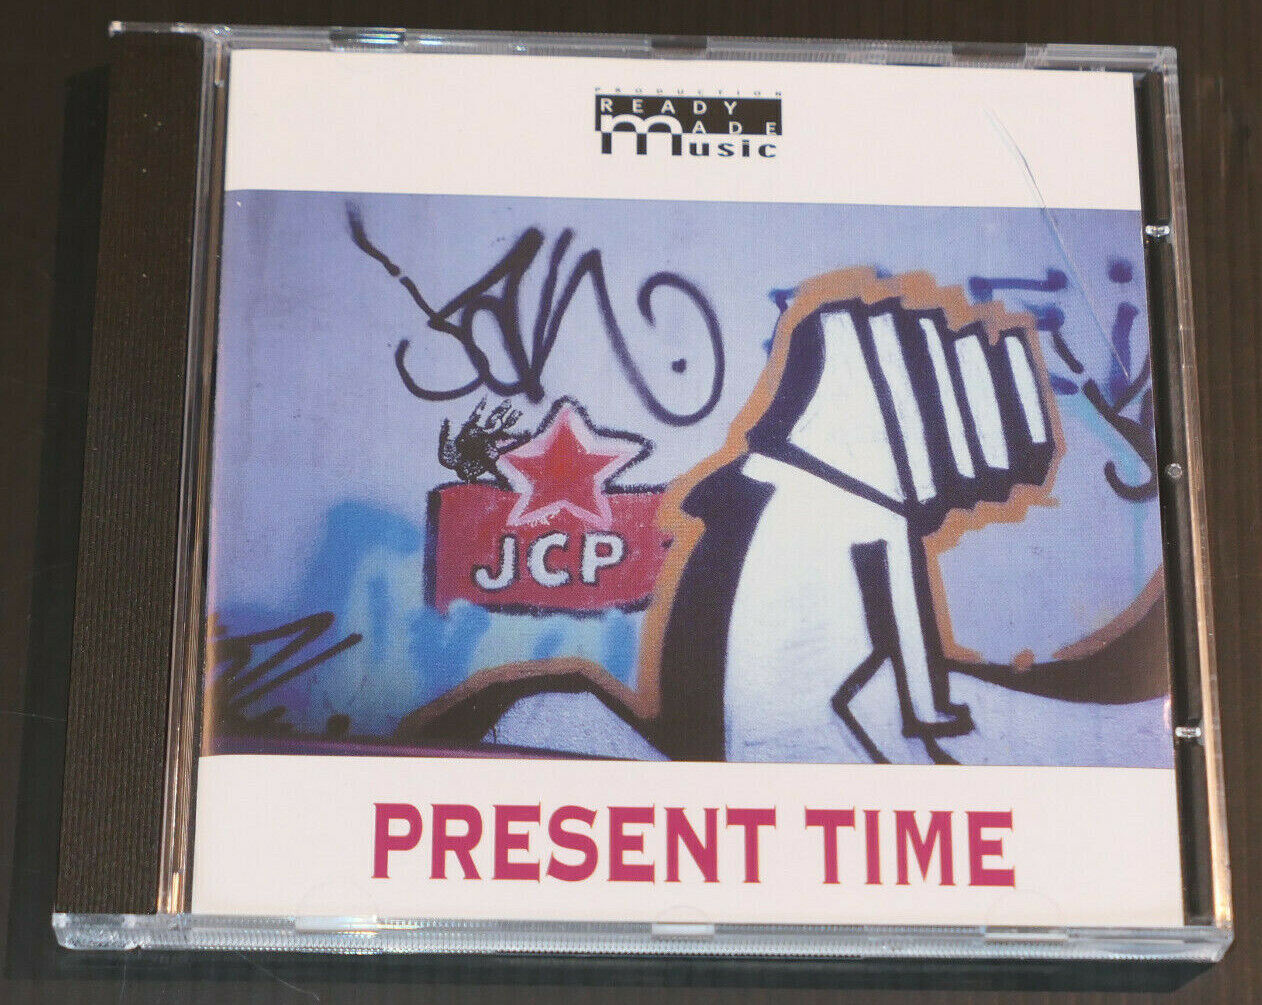 PRODUCTION
READY
MADE
Music
JCP
PRESENT TIME